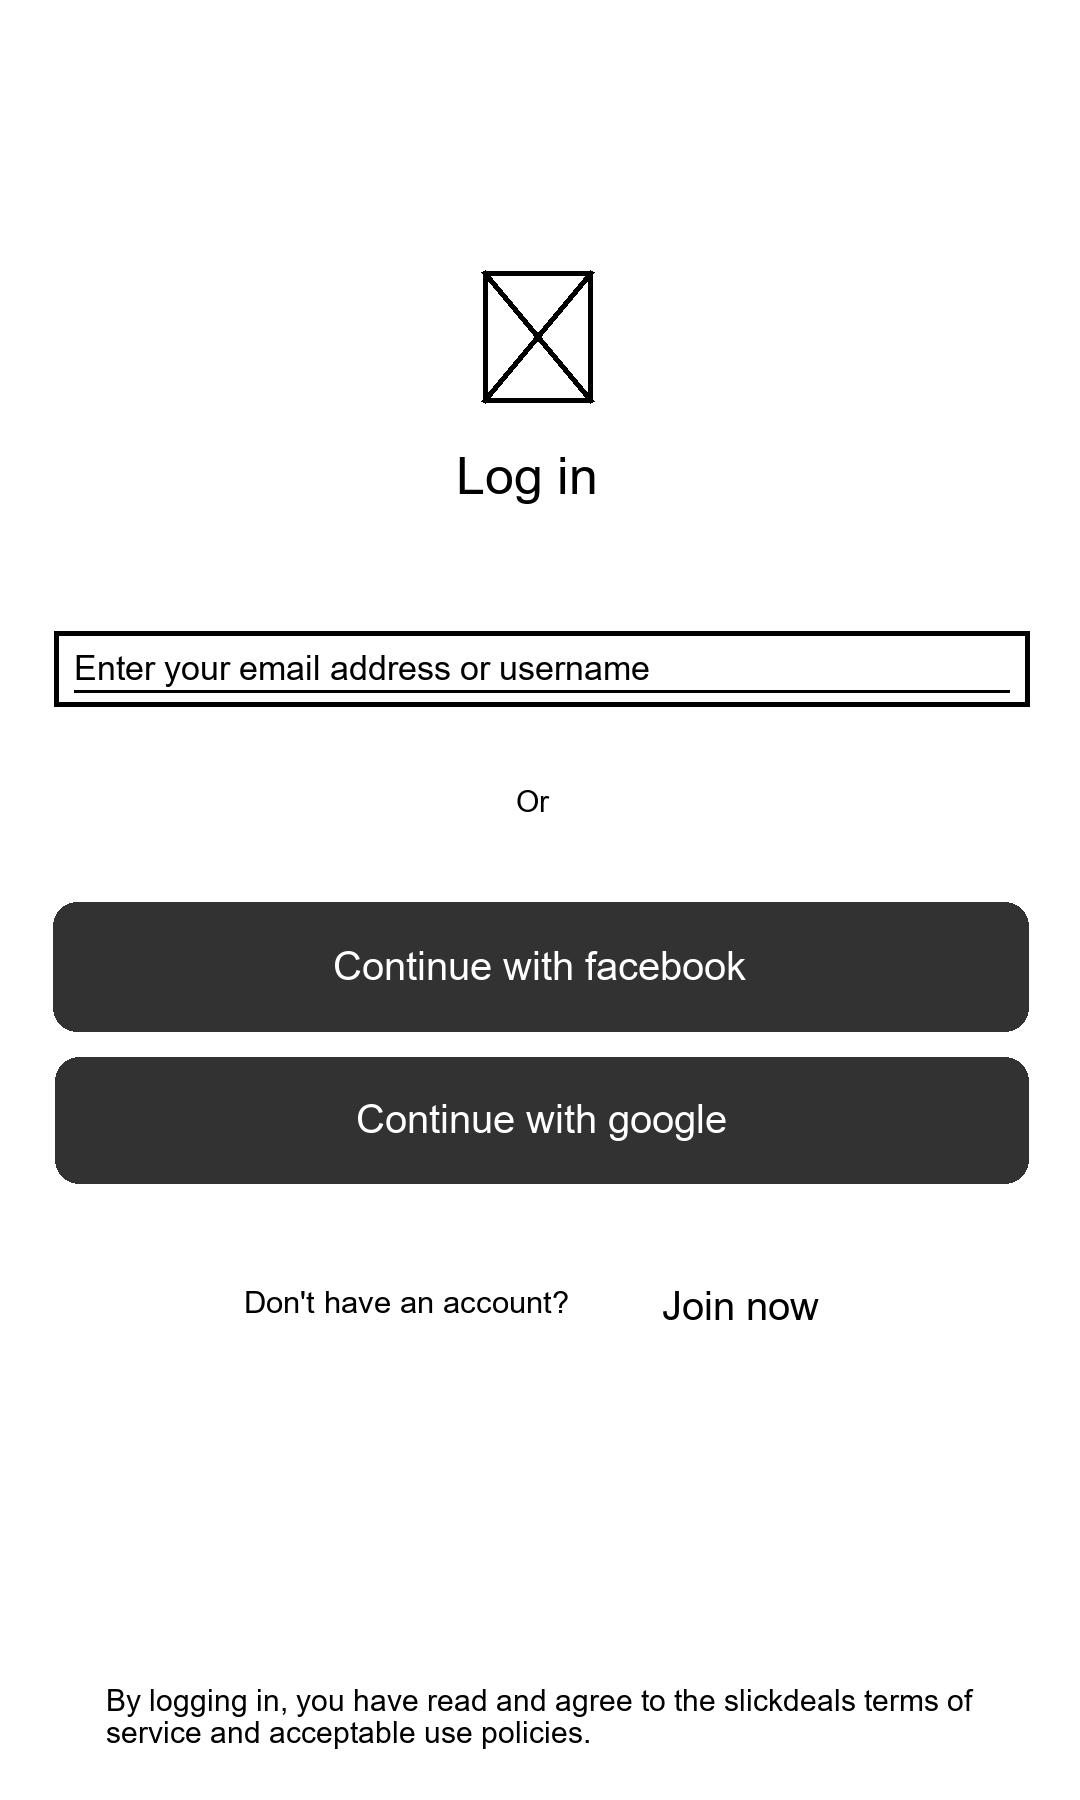 Log in
Enter your email address or username
Or
Continue with facebook
Continue with google
Don't have an account? Join now
By logging in, you have read and agree to the slickdeals terms of
service and acceptable use policies.